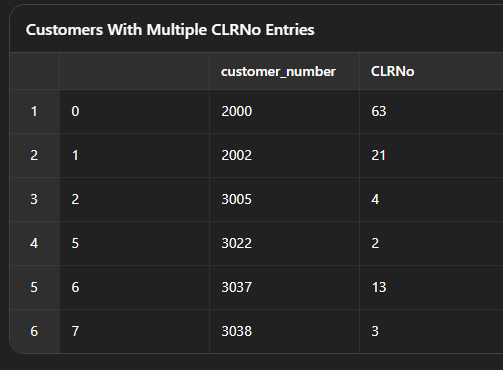 Customers With Multiple CLRNo Entries
customer_number CLRNo
1 0 2000 63
2 1 2002 21
3 2 3005 4
4 5 3022 2
5 6 3037 13
6 7 3038 3